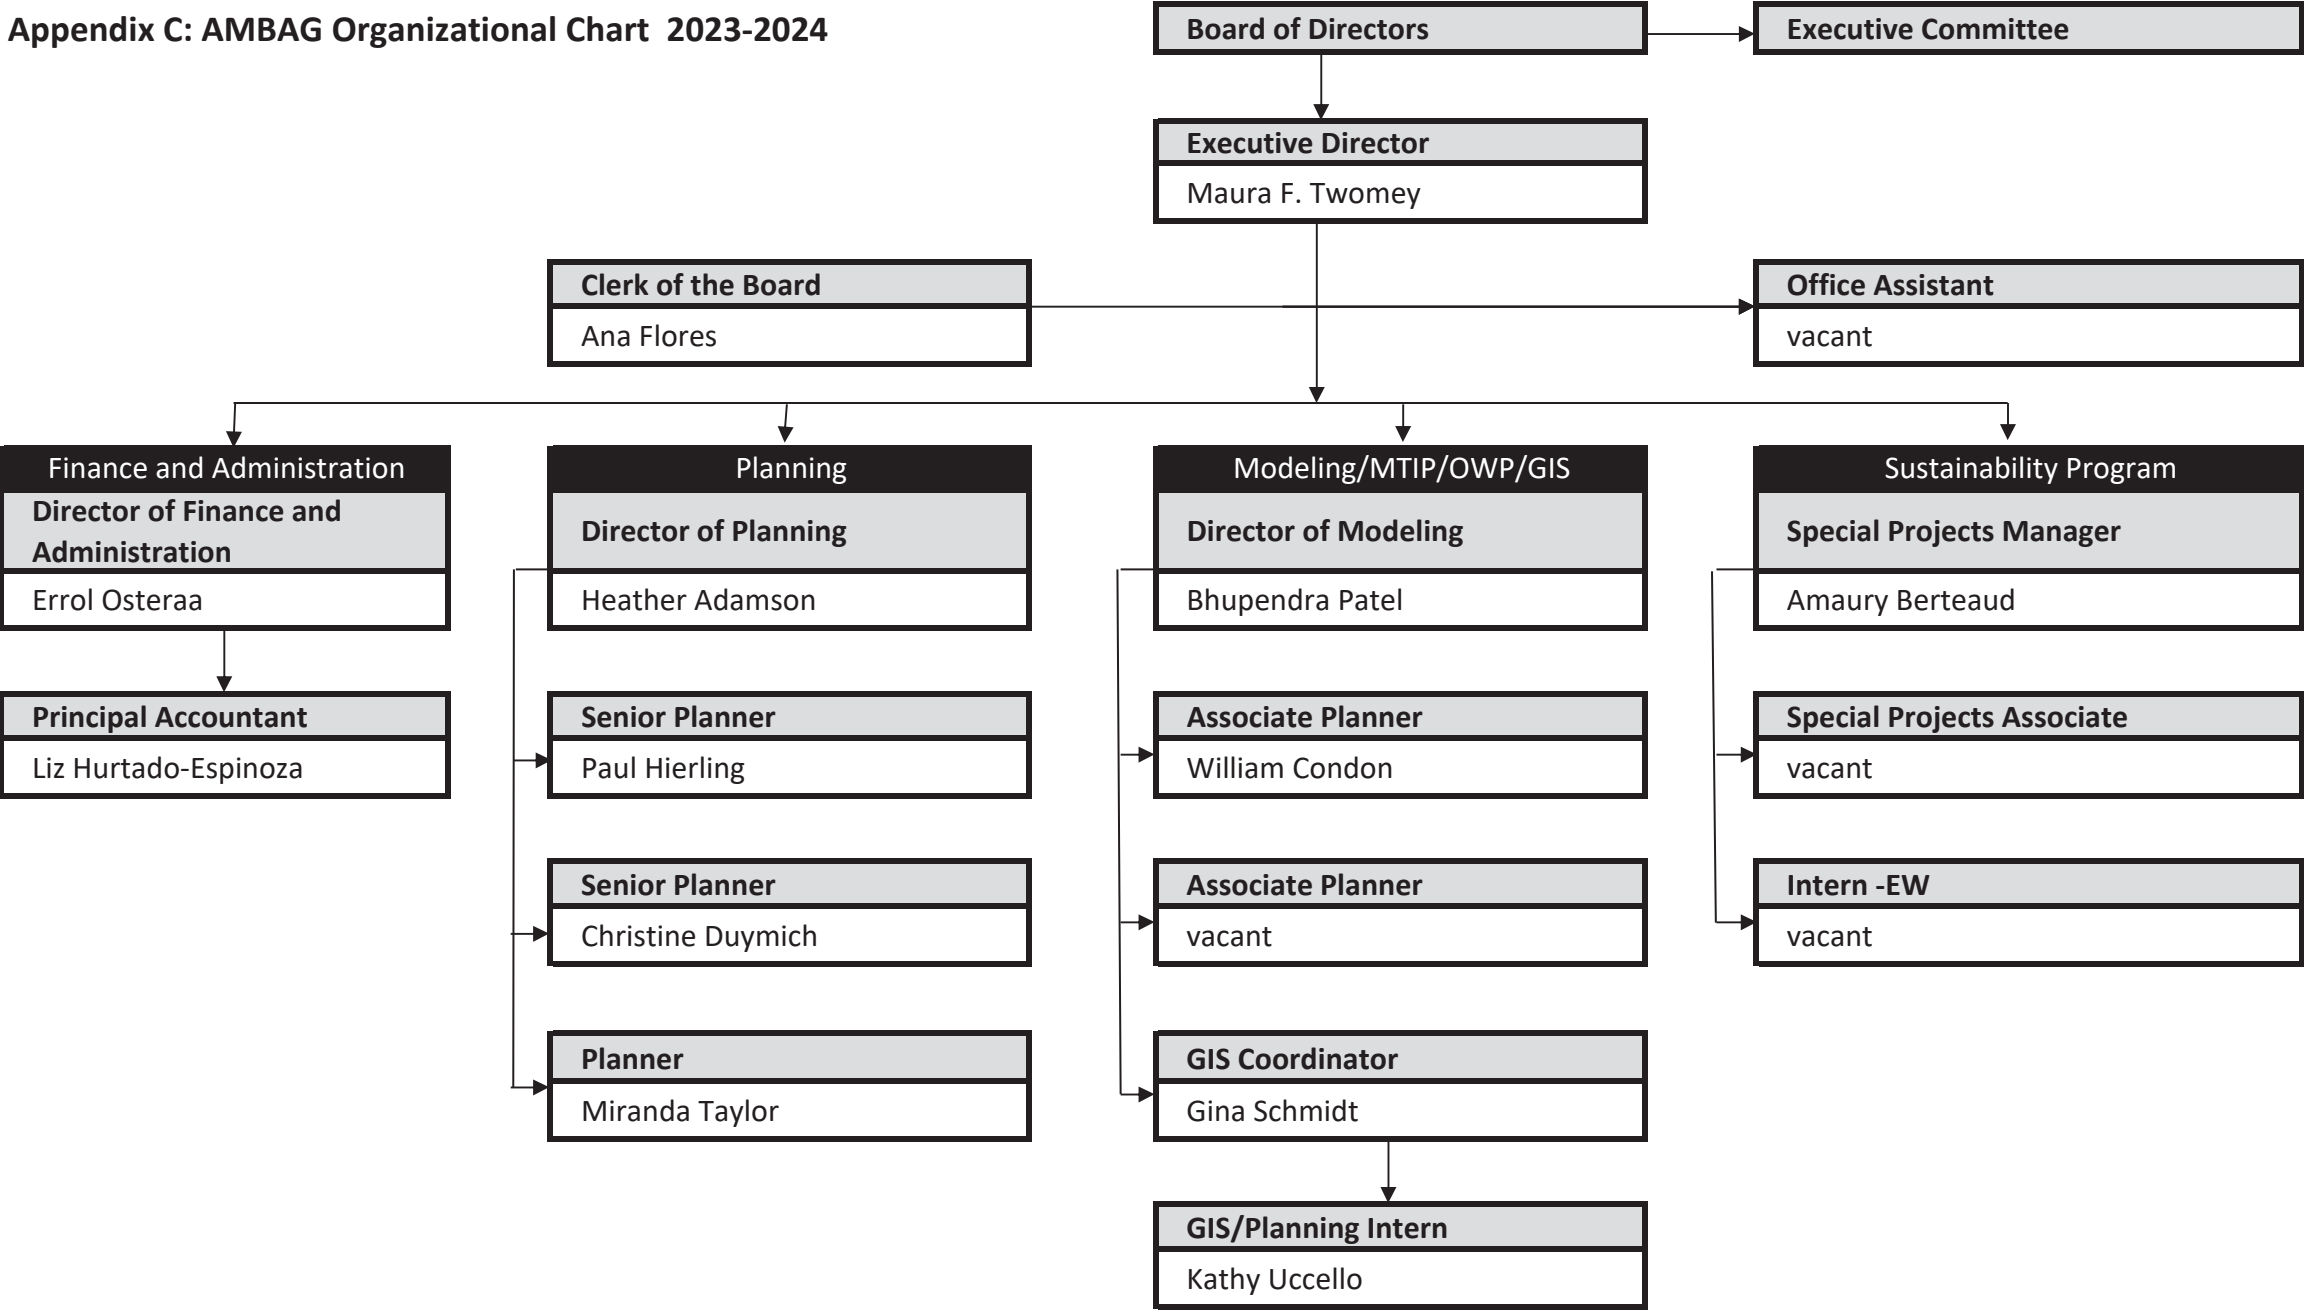 Appendix C: AMBAG Organizational Chart 2023-2024
Board of Directors
Executive Committee
Executive Director
Maura F. Twomey
Clerk of the Board
Ana Flores
Office Assistant
vacant
Finance and Administration
Director of Finance and
Administration
Errol Osteraa
Principal Accountant
Liz Hurtado-Espinoza
Planning
Director of Planning
Heather Adamson
Senior Planner
Paul Hierling
Senior Planner
Christine Duymich
Planner
Miranda Taylor
Modeling/MTIP/OWP/GIS
Director of Modeling
Bhupendra Patel
Associate Planner
William Condon
Associate Planner
vacant
GIS Coordinator
Gina Schmidt
GIS/Planning Intern
Kathy Uccello
Sustainability Program
Special Projects Manager
Amaury Berteaud
Special Projects Associate
vacant
Intern -EW
vacant